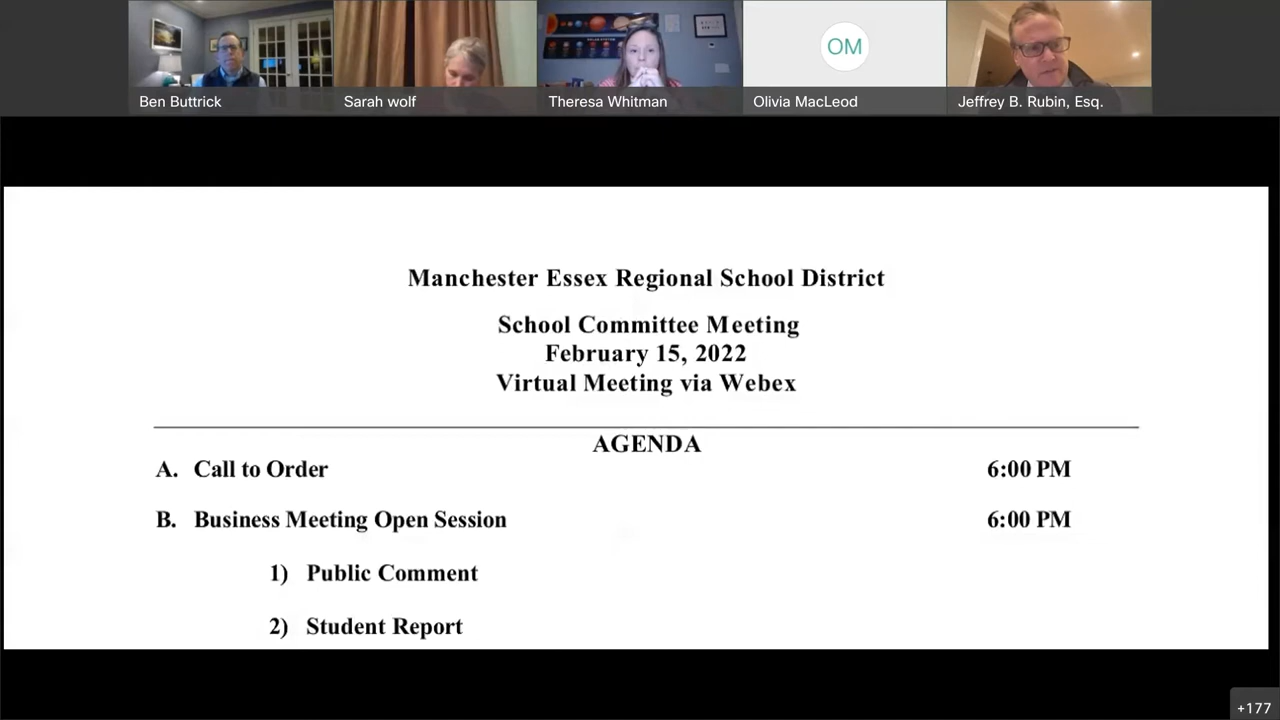 OM
Ben Buttrick
Sarah wolf
Theresa Whitman
Olivia MacLeod
Jeffrey B. Rubin, Esq.
Manchester Essex Regional School District
School Committee Meeting
February 15, 2022
Virtual Meeting via Webex
AGENDA
A. Call to Order 6:00 PM
B. Business Meeting Open Session 6:00 PM
1) Public Comment
2) Student Report
+177